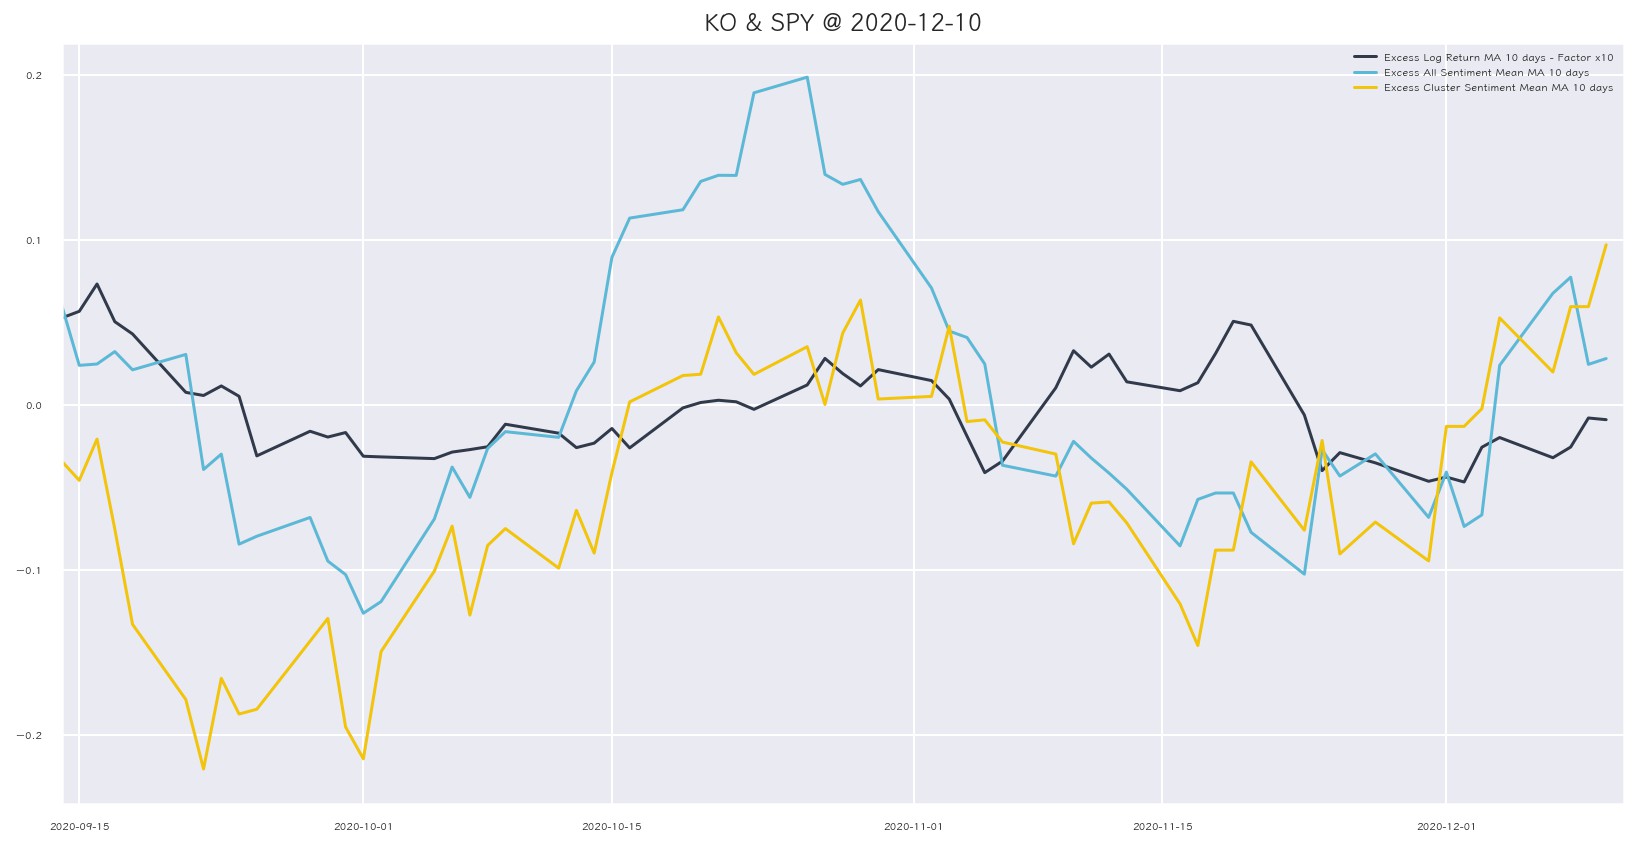 KO & SPY @ 2020-12-10
Excess Log Return MA 10 days - Factor x10
Excess All Sentiment Mean MA 10 days
Excess Cluster Sentiment Mean MA 10 days
0.2
0.1
0.0
−0.1
−0.2
2020-09-15 2020-10-01 2020-10-15 2020-11-01 2020-11-15 2020-12-01